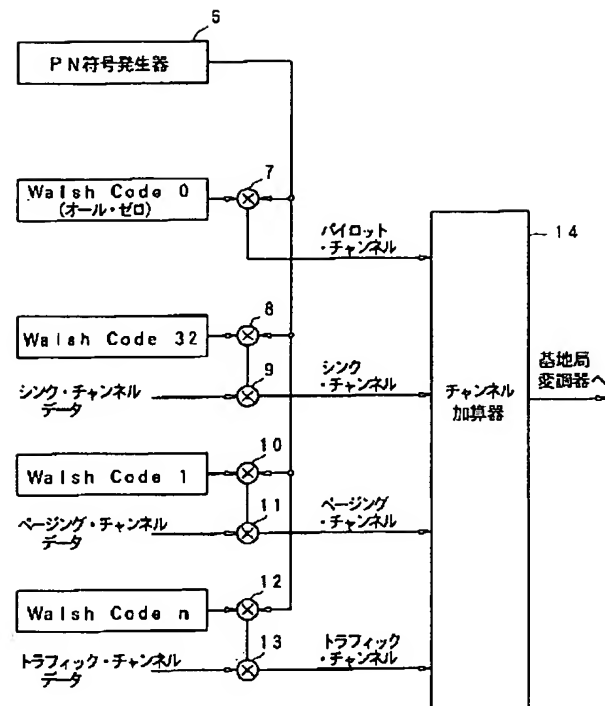 6
PN符号発生器
Walsh Code 0
(オール・ゼロ)
7
パイロット
・チャンネル
14
Walsh Code 32
8
シンク・チャンネル
データ
9
シンク
・チャンネル
チャンネル
加算器
基地局
変調器へ
Walsh Code 1
10
ページング・チャンネル
データ
11
ページング
・チャンネル
Walsh Code n
12
トラフィック・チャンネル
データ
13
トラフィック
・チャンネル